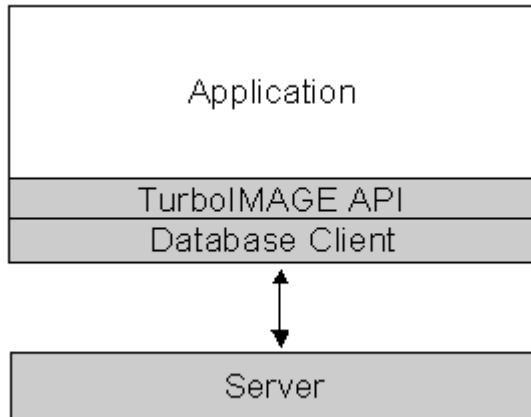 Application
TurboIMAGE API
Database Client
Server